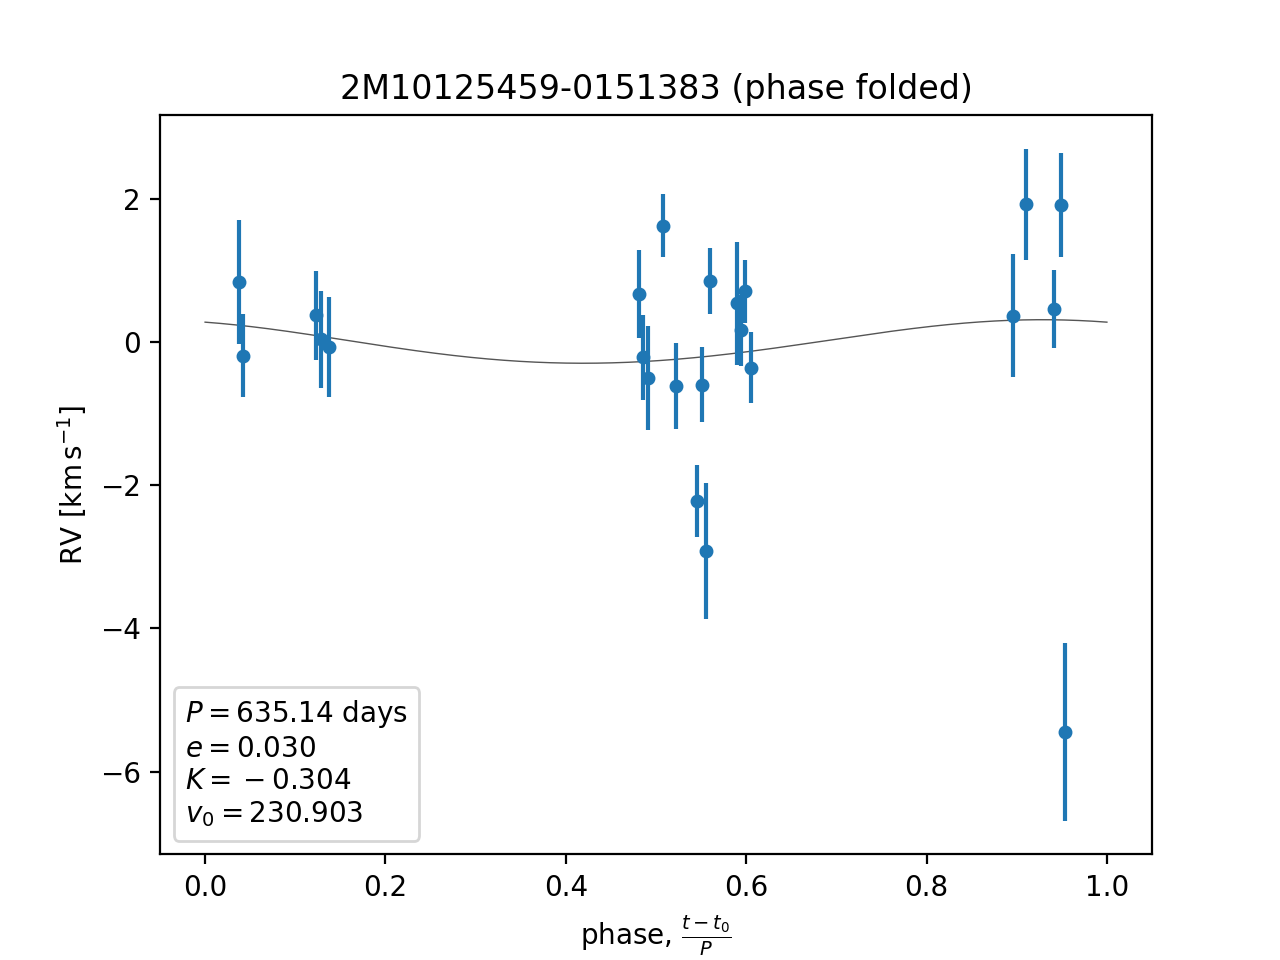 2M10125459-0151383 (phase folded)
2
0
−2
−4
−6
RV [km s⁻¹]
P = 635.14 days
e = 0.030
K = −0.304
v₀ = 230.903
0.0 0.2 0.4 0.6 0.8 1.0
phase, (t − t₀)/P